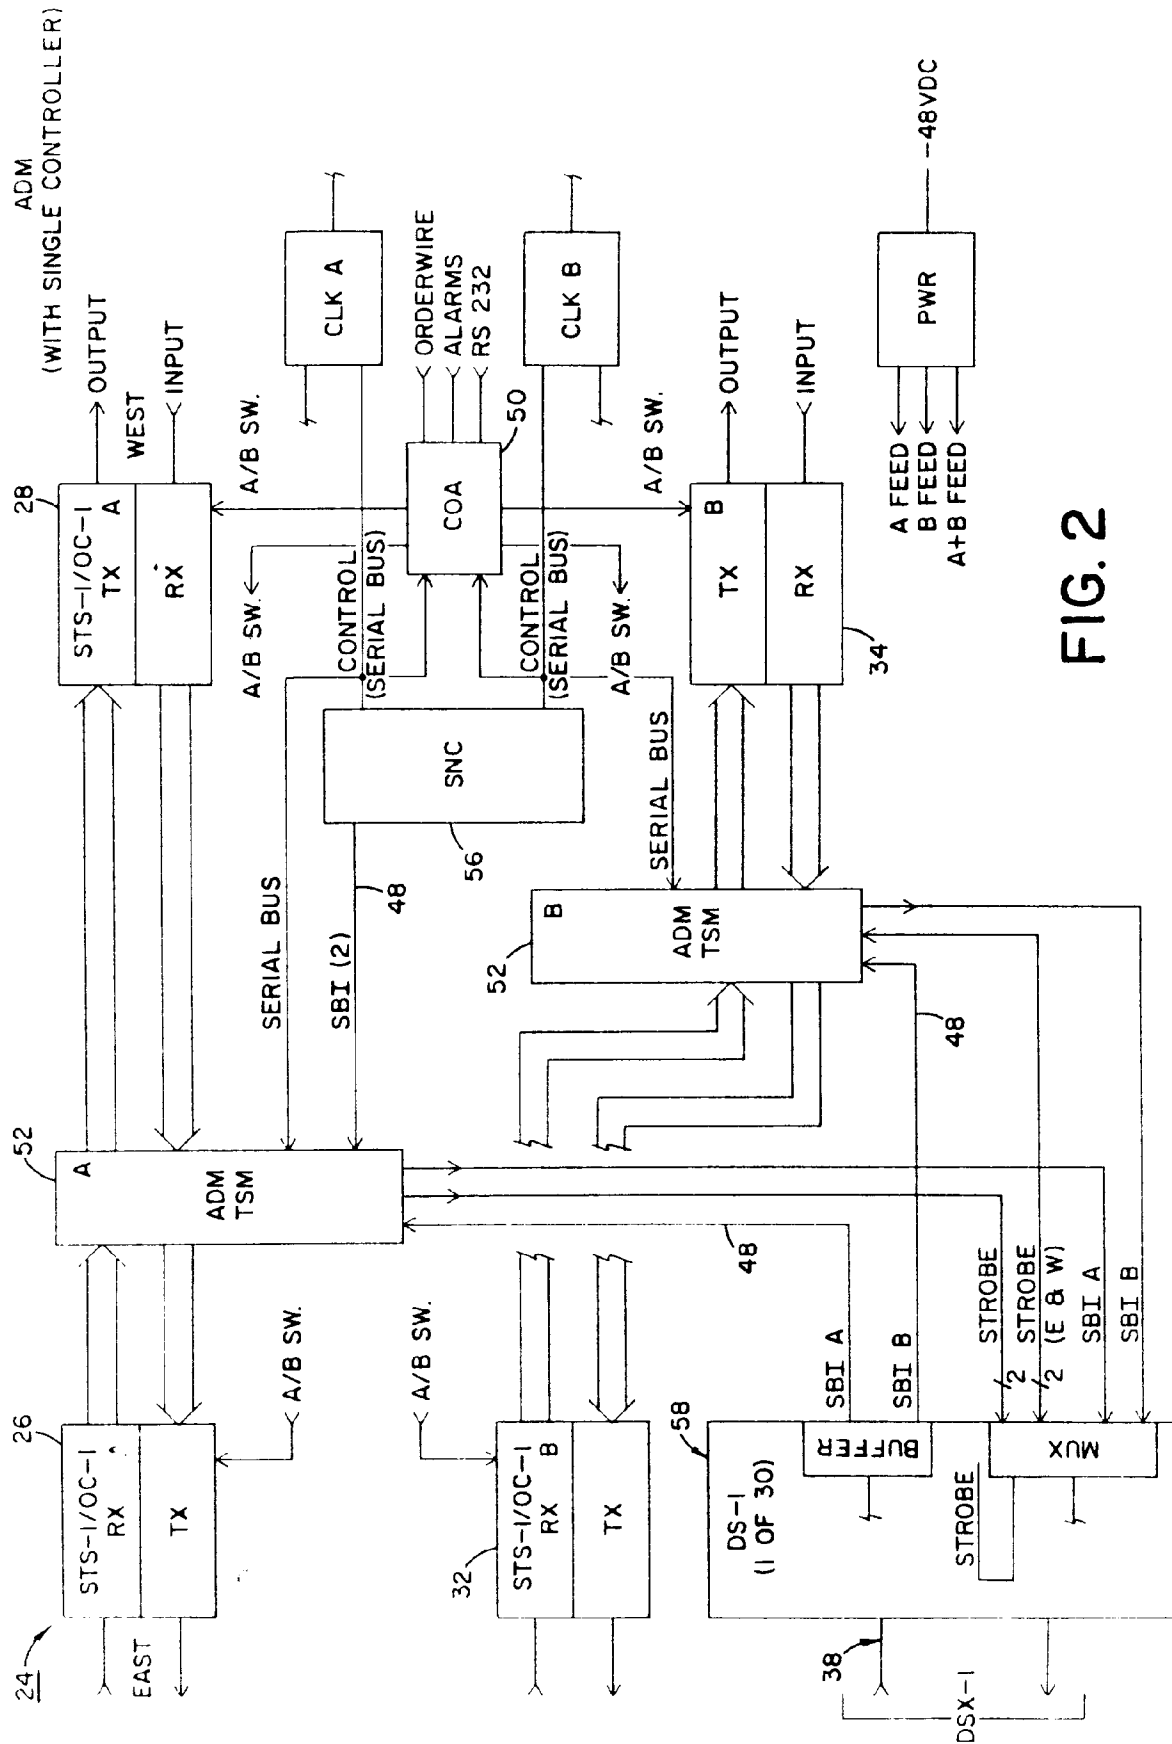 ADM
(WITH SINGLE CONTROLLER)
24
EAST
26
STS-1/OC-1
RX
TX
A/B SW.
52
A
ADM
TSM
28
STS-1/OC-1
TX A
RX
OUTPUT
WEST
INPUT
A/B SW.
A/B SW.
SERIAL BUS
SBI (2)
48
SNC
56
CONTROL
(SERIAL BUS)
CONTROL
(SERIAL BUS)
CLK A
COA
50
ORDERWIRE
ALARMS
RS 232
CLK B
A/B SW.
A/B SW.
A/B SW.
32
STS-1/OC-1
RX B
TX
52
B
ADM
TSM
SERIAL BUS
B
TX
RX
34
OUTPUT
INPUT
48
48
58
DS-1
(1 OF 30)
BUFFER
SBI A
SBI B
STROBE
MUX
STROBE
2
STROBE
(E & W)
2
SBI A
SBI B
38
DSX-1
PWR
-48VDC
A FEED
B FEED
A+B FEED
FIG. 2